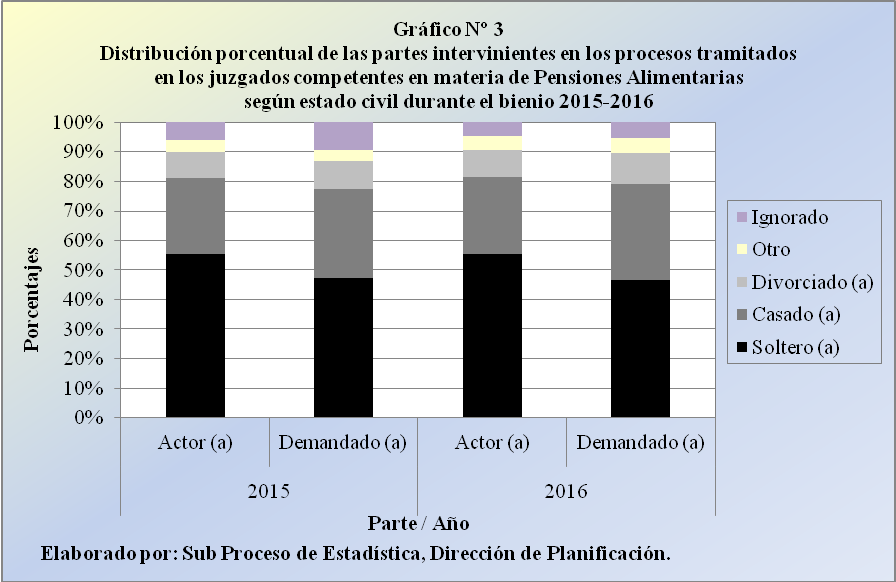 Gráfico Nº 3
Distribución porcentual de las partes intervinientes en los procesos tramitados
en los juzgados competentes en materia de Pensiones Alimentarias
según estado civil durante el bienio 2015-2016
Porcentajes
100%
90%
80%
70%
60%
50%
40%
30%
20%
10%
0%
Actor (a) Demandado (a) Actor (a) Demandado (a)
2015 2016
Parte / Año
Ignorado
Otro
Divorciado (a)
Casado (a)
Soltero (a)
Elaborado por: Sub Proceso de Estadística, Dirección de Planificación.